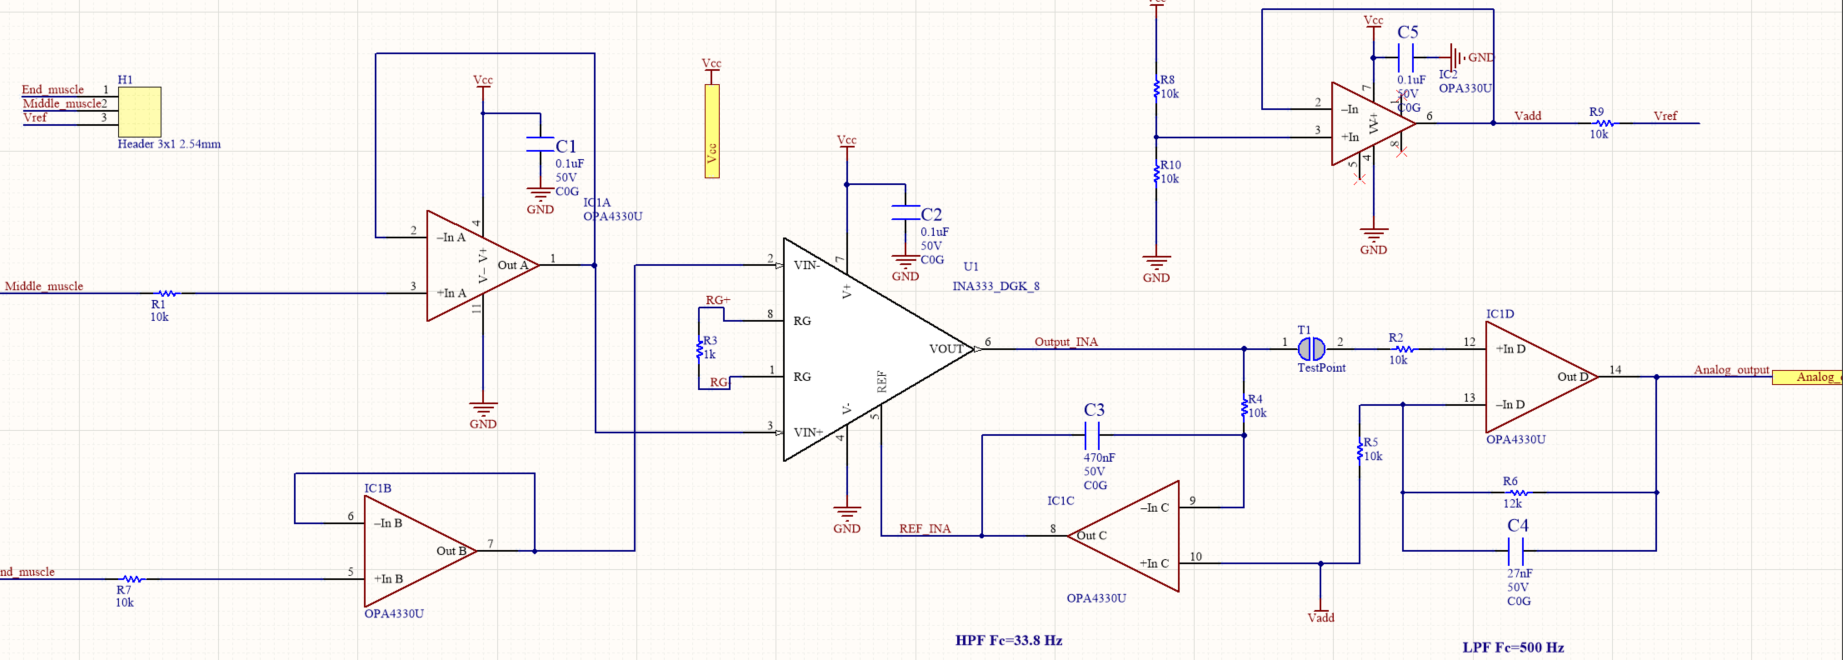 H1
End_muscle 1
Middle_muscle2
Vref 3
Header 3x1 2.54mm
Vcc
C1
0.1uF
50V
C0G
GND
IC1A
OPA4330U
4
2 –In A
V– V+
Out A 1
3 +In A
11
GND
Middle_muscle
R1
10k
Vcc
Vcc
Vcc
C2
0.1uF
50V
C0G
GND
U1
INA333_DGK_8
7
V+
2 VIN-
8 RG
RG+
R3
1k
RG-
1 RG
3 VIN+
VOUT 6
REF
5
V-
4
GND
Output_INA
IC1B
6 –In B
Out B 7
5 +In B
OPA4330U
nd_muscle
R7
10k
R8
10k
R10
10k
GND
Vcc
C5
GND
0.1uF
50V
C0G
IC2
OPA330U
7
1
2 –In
3 +In
V+
6
8
5
4
GND
Vadd
R9
10k
Vref
R4
10k
C3
470nF
50V
C0G
IC1C
–In C 9
REF_INA 8 Out C
+In C 10
OPA4330U
Vadd
T1
1 2
TestPoint
R2
10k
IC1D
12 +In D
Out D 14
13 –In D
OPA4330U
Analog_output
Analog_
R5
10k
R6
12k
C4
27nF
50V
C0G
HPF Fc=33.8 Hz
LPF Fc=500 Hz